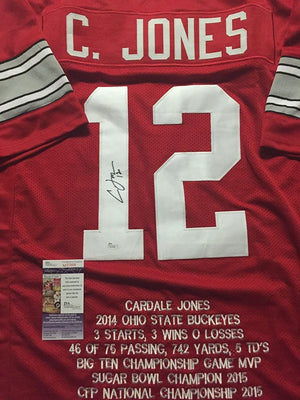 C. JONES
12
CARDALE JONES
2014 OHIO STATE BUCKEYES
3 STARTS, 3 WINS 0 LOSSES
46 OF 76 PASSING, 742 YARDS, 5 TD'S
BIG TEN CHAMPIONSHIP GAME MVP
SUGAR BOWL CHAMPION 2015
CFP NATIONAL CHAMPIONSHIP 2015